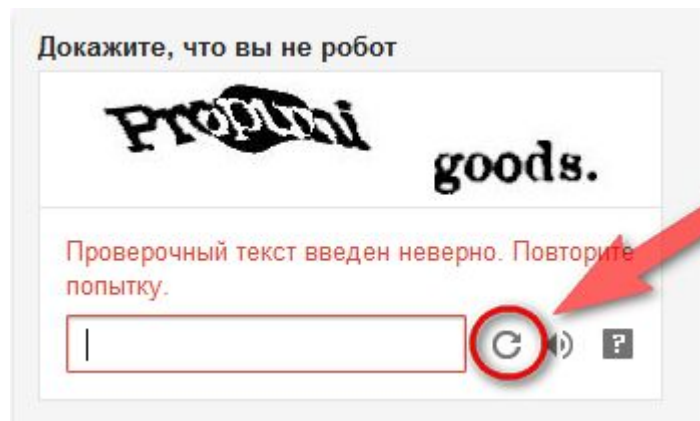 Докажите, что вы не робот
goods.
Проверочный текст введен неверно. Повторите
попытку.
?